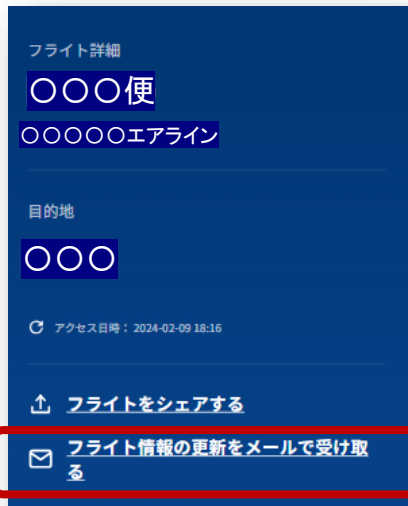 フライト詳細
〇〇〇便
〇〇〇〇〇エアライン
目的地
〇〇〇
アクセス日時： 2024-02-09 18:16
フライトをシェアする
フライト情報の更新をメールで受け取
る